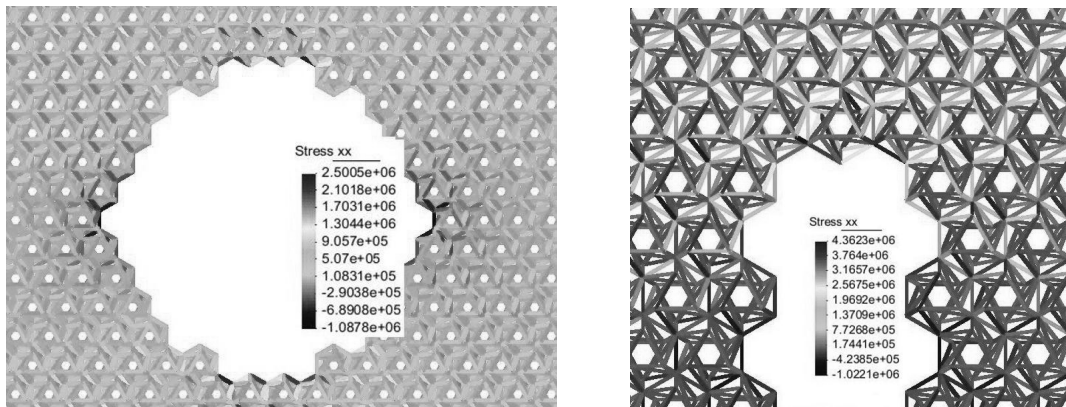 Stress xx
2.5005e+06
2.1018e+06
1.7031e+06
1.3044e+06
9.057e+05
5.07e+05
1.0831e+05
-2.9038e+05
-6.8908e+05
-1.0878e+06
Stress xx
4.3623e+06
3.764e+06
3.1657e+06
2.5675e+06
1.9692e+06
1.3709e+06
7.7268e+05
1.7441e+05
-4.2385e+05
-1.0221e+06